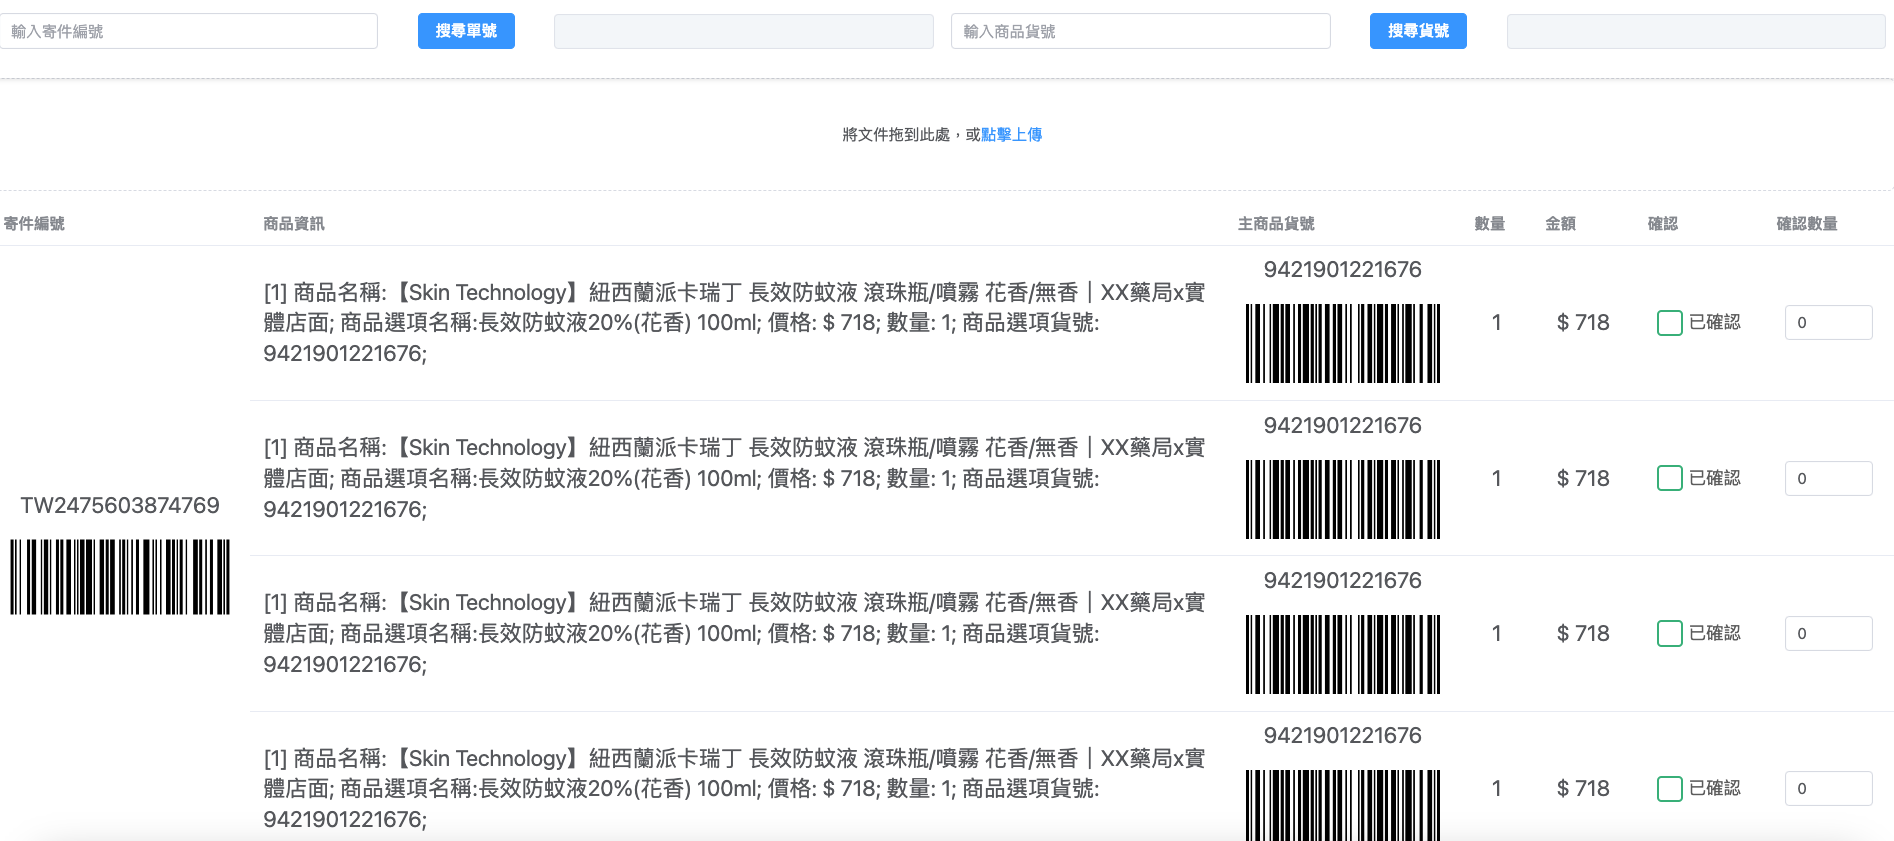 輸入寄件編號 搜尋單號 輸入商品貨號 搜尋貨號
將文件拖到此處，或點擊上傳
寄件編號 商品資訊 主商品貨號 數量 金額 確認 確認數量
TW2475603874769
[1] 商品名稱:【Skin Technology】紐西蘭派卡瑞丁 長效防蚊液 滾珠瓶/噴霧 花香/無香｜XX藥局x實
體店面; 商品選項名稱:長效防蚊液20%(花香) 100ml; 價格: $ 718; 數量: 1; 商品選項貨號:
9421901221676;
9421901221676
1 $ 718 已確認 0
[1] 商品名稱:【Skin Technology】紐西蘭派卡瑞丁 長效防蚊液 滾珠瓶/噴霧 花香/無香｜XX藥局x實
體店面; 商品選項名稱:長效防蚊液20%(花香) 100ml; 價格: $ 718; 數量: 1; 商品選項貨號:
9421901221676;
9421901221676
1 $ 718 已確認 0
[1] 商品名稱:【Skin Technology】紐西蘭派卡瑞丁 長效防蚊液 滾珠瓶/噴霧 花香/無香｜XX藥局x實
體店面; 商品選項名稱:長效防蚊液20%(花香) 100ml; 價格: $ 718; 數量: 1; 商品選項貨號:
9421901221676;
9421901221676
1 $ 718 已確認 0
[1] 商品名稱:【Skin Technology】紐西蘭派卡瑞丁 長效防蚊液 滾珠瓶/噴霧 花香/無香｜XX藥局x實
體店面; 商品選項名稱:長效防蚊液20%(花香) 100ml; 價格: $ 718; 數量: 1; 商品選項貨號:
9421901221676;
9421901221676
1 $ 718 已確認 0